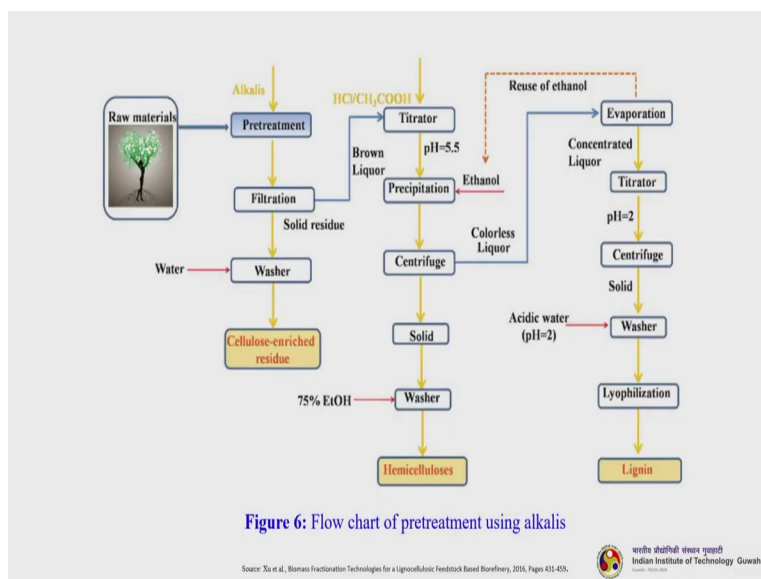 Alkalis
Raw materials
Pretreatment
Filtration
Solid residue
Water
Washer
Cellulose-enriched
residue
HCl/CH3COOH
Titrator
Brown
Liquor
pH=5.5
Precipitation
Ethanol
Centrifuge
Colorless
Liquor
Solid
75% EtOH
Washer
Hemicelluloses
Reuse of ethanol
Evaporation
Concentrated
Liquor
Titrator
pH=2
Centrifuge
Solid
Acidic water
(pH=2)
Washer
Lyophilization
Lignin
Figure 6: Flow chart of pretreatment using alkalis
Source: Xu et al., Biomass Fractionation Technologies for a Lignocellulosic Feedstock Based Biorefinery, 2016, Pages 431-459.
भारतीय प्रौद्योगिकी संस्थान गुवाहाटी
Indian Institute of Technology Guwah